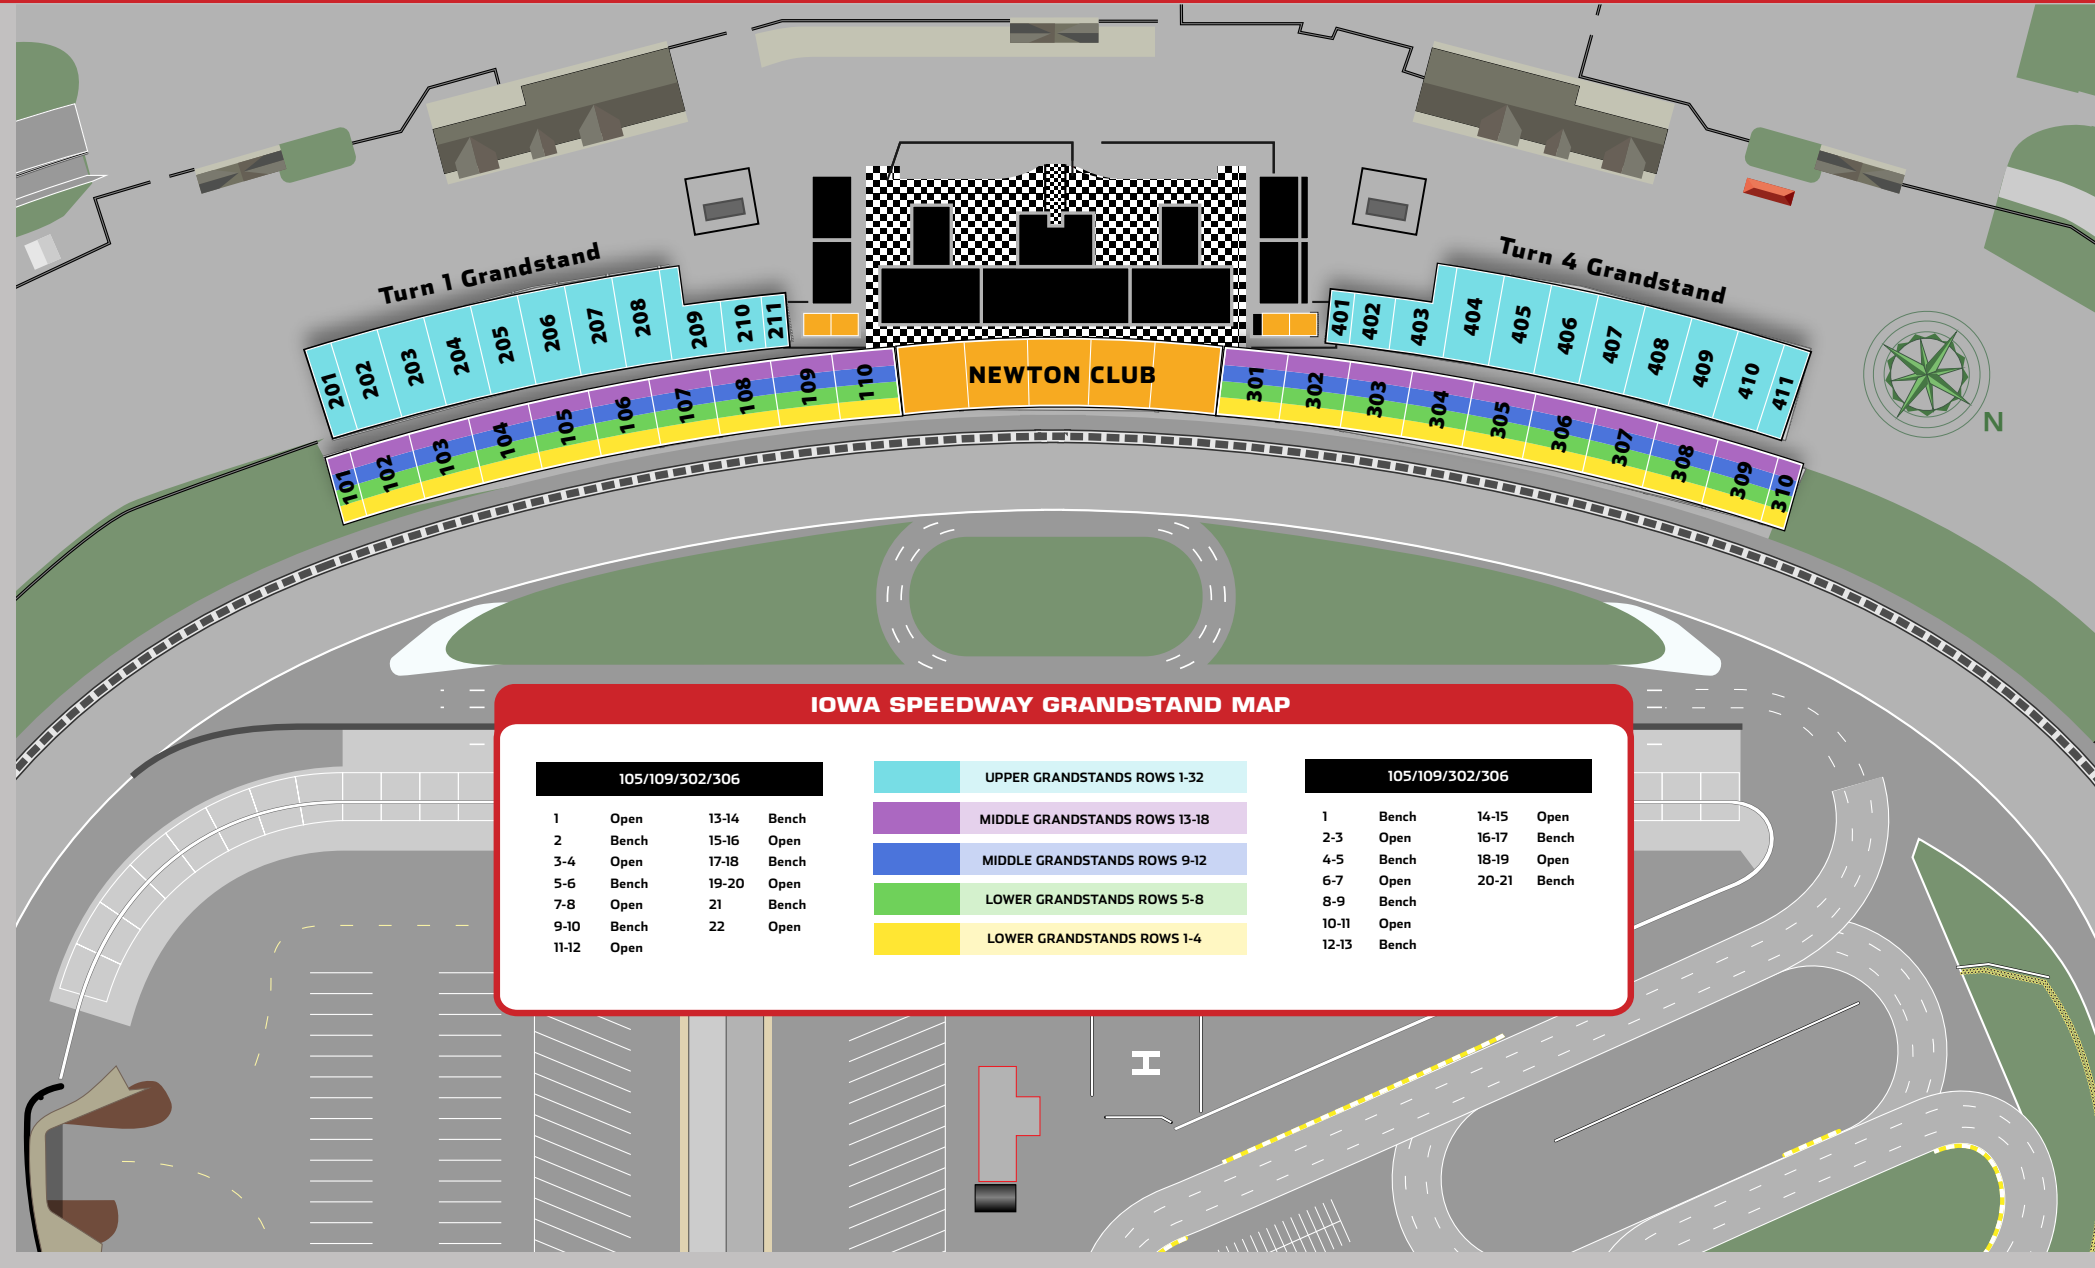 Turn 1 Grandstand
Turn 4 Grandstand
201 202 203 204 205 206 207 208 209 210 211
401 402 403 404 405 406 407 408 409 410 411
101 102 103 104 105 106 107 108 109 110
NEWTON CLUB
301 302 303 304 305 306 307 308 309 310
N
IOWA SPEEDWAY GRANDSTAND MAP
105/109/302/306
1 Open
2 Bench
3-4 Open
5-6 Bench
7-8 Open
9-10 Bench
11-12 Open
13-14 Bench
15-16 Open
17-18 Bench
19-20 Open
21 Bench
22 Open
UPPER GRANDSTANDS ROWS 1-32
MIDDLE GRANDSTANDS ROWS 13-18
MIDDLE GRANDSTANDS ROWS 9-12
LOWER GRANDSTANDS ROWS 5-8
LOWER GRANDSTANDS ROWS 1-4
105/109/302/306
1 Bench
2-3 Open
4-5 Bench
6-7 Open
8-9 Bench
10-11 Open
12-13 Bench
14-15 Open
16-17 Bench
18-19 Open
20-21 Bench
H